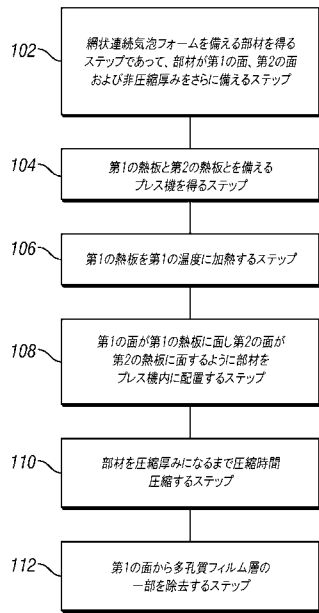 102
網状連続気泡フォームを備える部材を得る
ステップであって、部材が第1の面、第2の面
および非圧縮厚みをさらに備えるステップ
104
第1の熱板と第2の熱板とを備える
プレス機を得るステップ
106
第1の熱板を第1の温度に加熱するステップ
108
第1の面が第1の熱板に面し第2の面が
第2の熱板に面するように部材を
プレス機内に配置するステップ
110
部材を圧縮厚みになるまで圧縮時間
圧縮するステップ
112
第1の面から多孔質フィルム層の
一部を除去するステップ